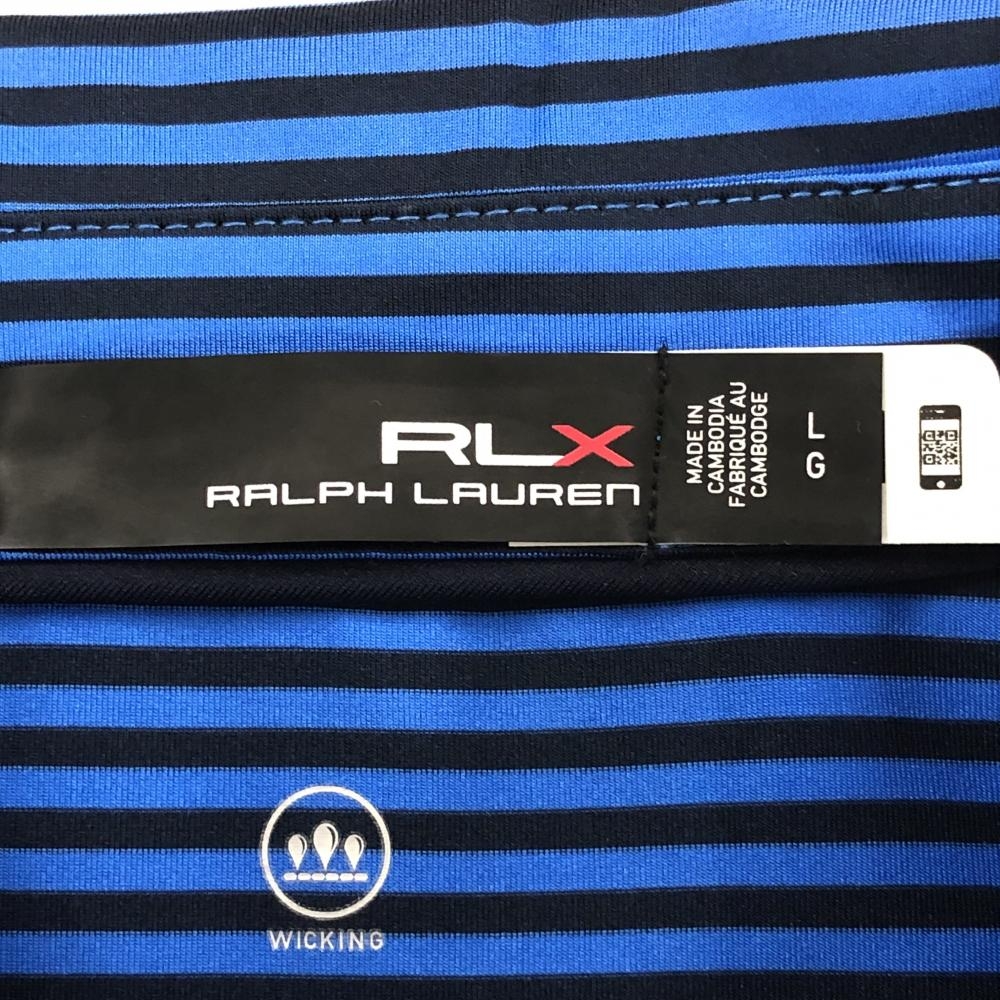 RLX
RALPH LAUREN
MADE IN
CAMBODIA
FABRIQUÉ AU
CAMBODGE
L
G
WICKING